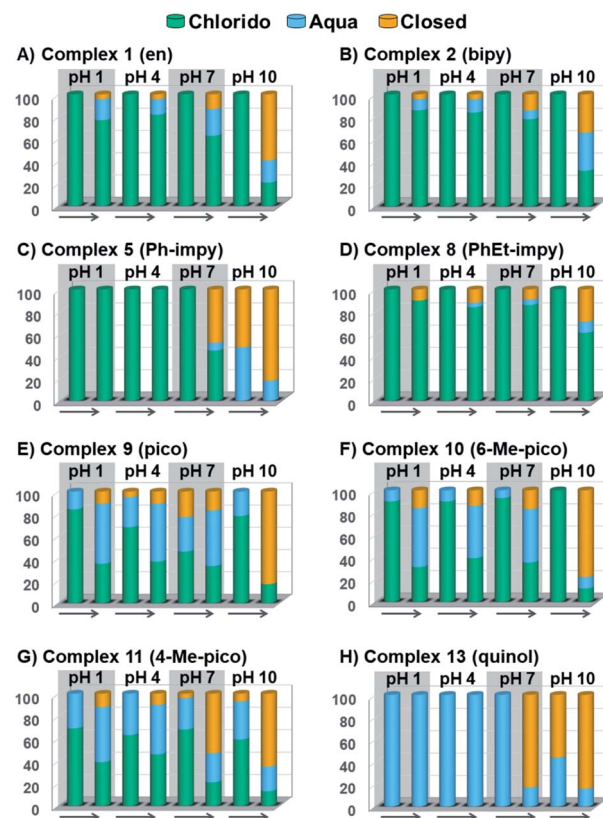 Chlorido Aqua Closed
A) Complex 1 (en)
pH 1 pH 4 pH 7 pH 10
100
80
60
40
20
0
B) Complex 2 (bipy)
pH 1 pH 4 pH 7 pH 10
100
80
60
40
20
0
C) Complex 5 (Ph-impy)
pH 1 pH 4 pH 7 pH 10
100
80
60
40
20
0
D) Complex 8 (PhEt-impy)
pH 1 pH 4 pH 7 pH 10
100
80
60
40
20
0
E) Complex 9 (pico)
pH 1 pH 4 pH 7 pH 10
100
80
60
40
20
0
F) Complex 10 (6-Me-pico)
pH 1 pH 4 pH 7 pH 10
100
80
60
40
20
0
G) Complex 11 (4-Me-pico)
pH 1 pH 4 pH 7 pH 10
100
80
60
40
20
0
H) Complex 13 (quinol)
pH 1 pH 4 pH 7 pH 10
100
80
60
40
20
0